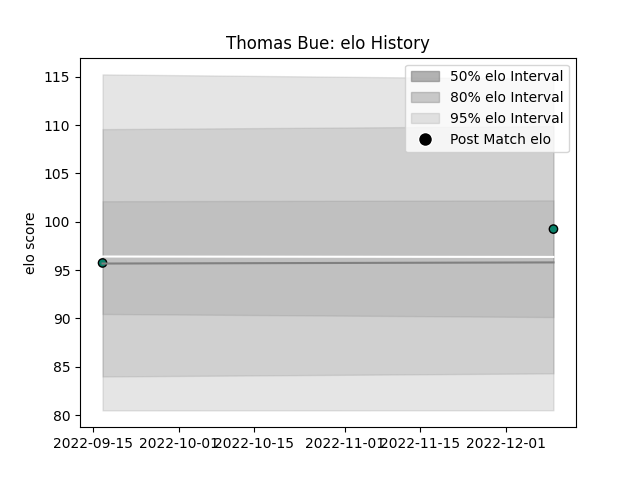 Thomas Bue: elo History
115
110
105
100
95
90
85
80
elo score
50% elo Interval
80% elo Interval
95% elo Interval
Post Match elo
2022-09-15
2022-10-01
2022-10-15
2022-11-01
2022-11-15
2022-12-01